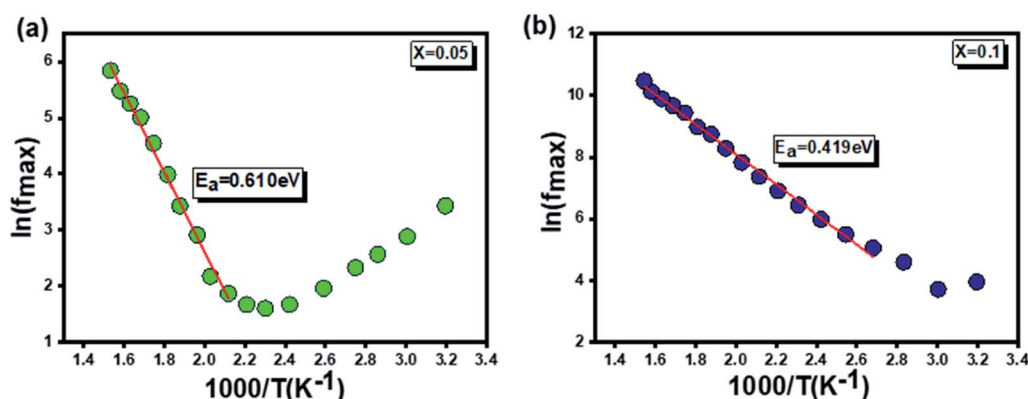 (a)
X=0.05
ln(fmax)
6
5
4
3
2
1
Ea=0.610eV
1.4 1.6 1.8 2.0 2.2 2.4 2.6 2.8 3.0 3.2 3.4
1000/T(K-1)
(b)
X=0.1
ln(fmax)
12
10
8
6
4
2
Ea=0.419eV
1.4 1.6 1.8 2.0 2.2 2.4 2.6 2.8 3.0 3.2 3.4
1000/T(K-1)